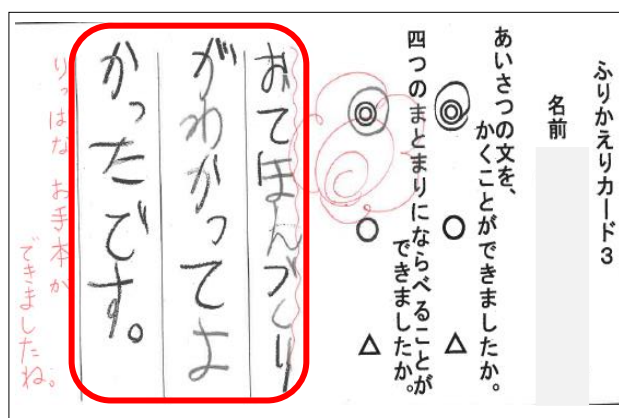 ふりかえりカード3
名前
あいさつの文を、
かくことができましたか。
◎ ○ △
四つのまとまりにならべることが
できましたか。
◎ ○ △
おてほんづくり
がわかってよ
かったです。
りっぱな お手本が
できましたね。